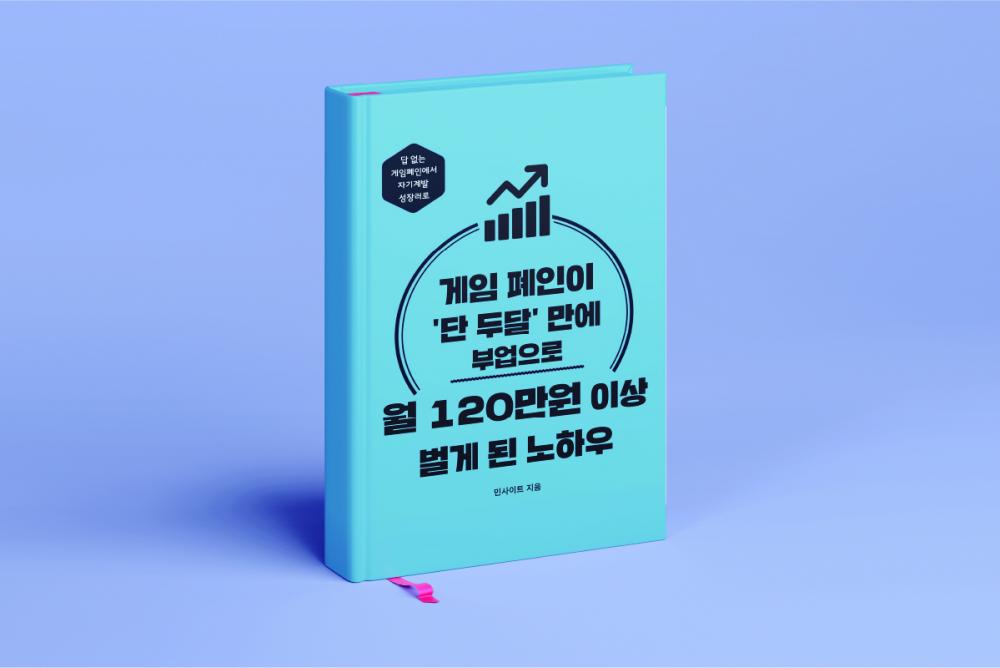 답 없는
게임폐인에서
자기계발
성장러로
게임 폐인이
'단 두달' 만에
부업으로
월 120만원 이상
벌게 된 노하우
민사이트 지음